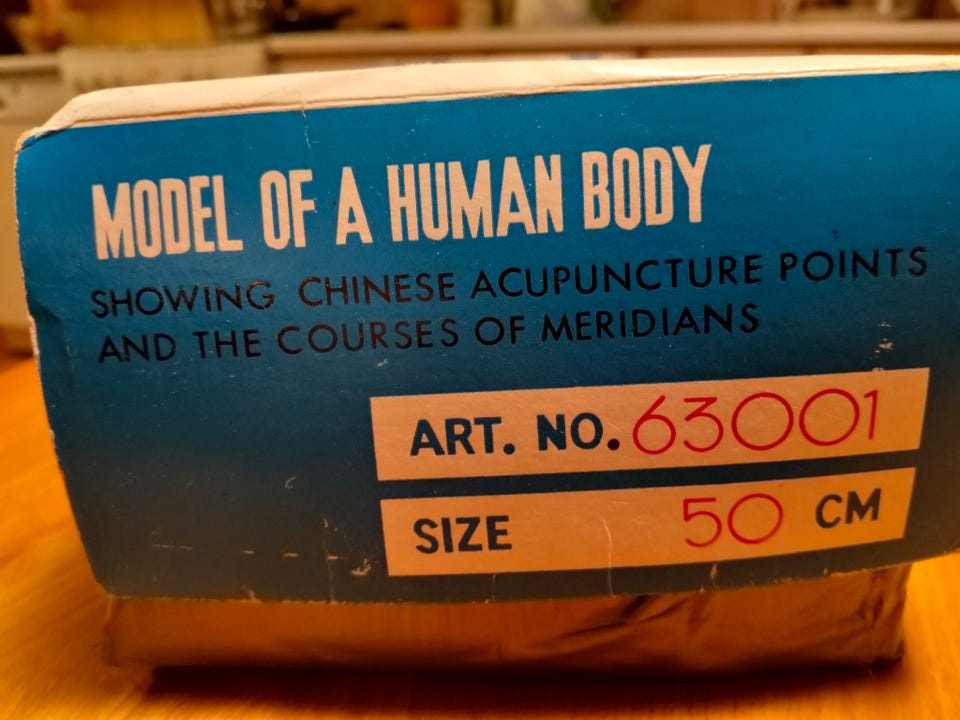 MODEL OF A HUMAN BODY
SHOWING CHINESE ACUPUNCTURE POINTS
AND THE COURSES OF MERIDIANS
ART. NO. 63001
SIZE 50 CM